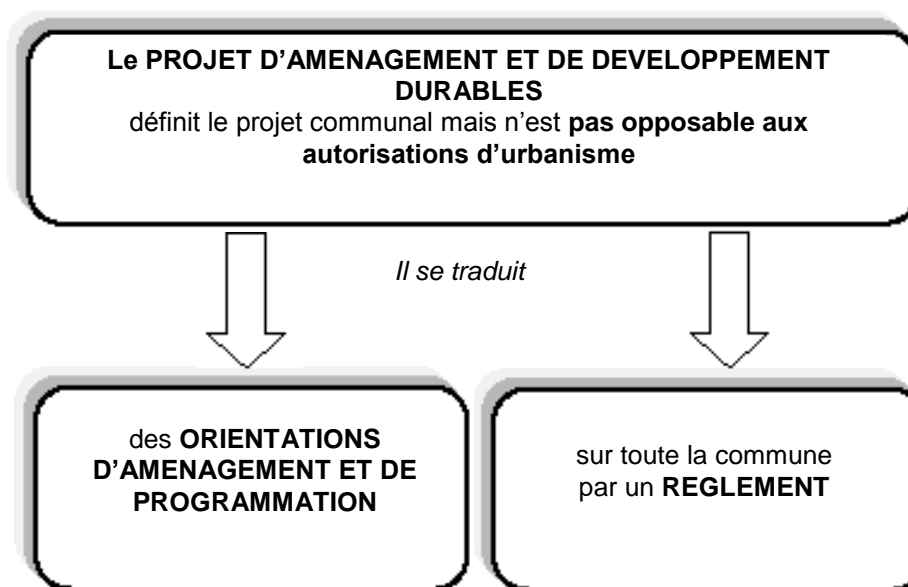 Le PROJET D'AMENAGEMENT ET DE DEVELOPPEMENT
DURABLES
définit le projet communal mais n'est pas opposable aux
autorisations d'urbanisme
Il se traduit
des ORIENTATIONS
D'AMENAGEMENT ET DE
PROGRAMMATION
sur toute la commune
par un REGLEMENT